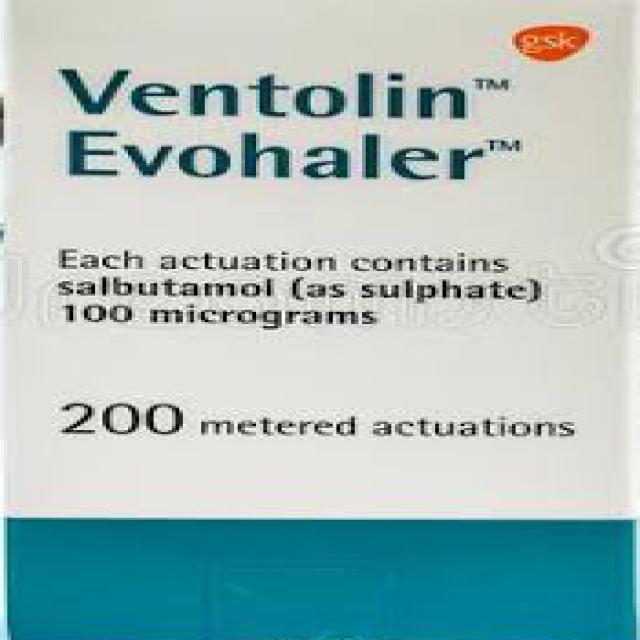 gsk
Ventolin™
Evohaler™
Each actuation contains
salbutamol (as sulphate)
100 micrograms
200 metered actuations